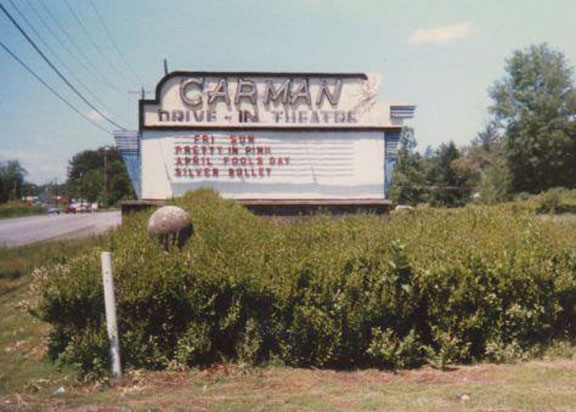 CARMAN
DRIVE-IN THEATRE
FRI SUN
PRETTY IN PINK
APRIL FOOLS DAY
SILVER BULLET